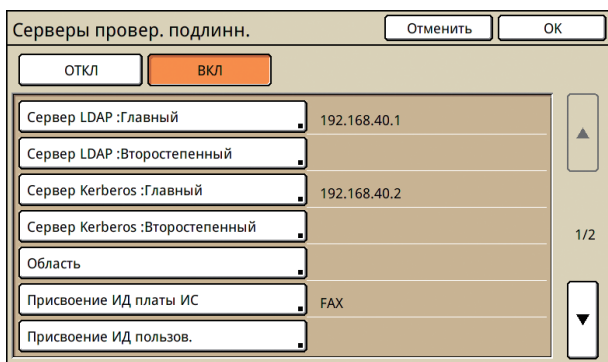 Серверы провер. подлинн. Отменить OK
ОТКЛ ВКЛ
Сервер LDAP :Главный 192.168.40.1
Сервер LDAP :Второстепенный
Сервер Kerberos :Главный 192.168.40.2
Сервер Kerberos :Второстепенный
1/2
Область
Присвоение ИД платы ИС FAX
Присвоение ИД пользов.